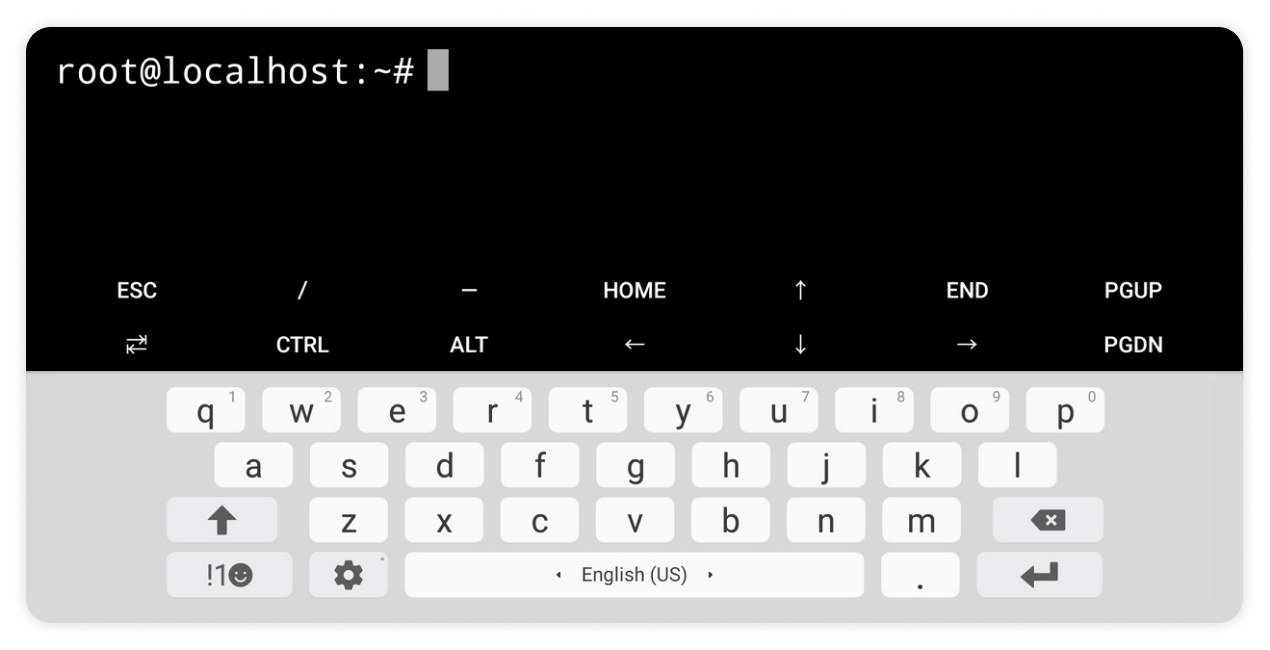 root@localhost:~#
ESC / — HOME ↑ END PGUP
⇄ CTRL ALT ← ↓ → PGDN
q 1 w 2 e 3 r 4 t 5 y 6 u 7 i 8 o 9 p 0
a s d f g h j k l
z x c v b n m
!1☻ English (US) .